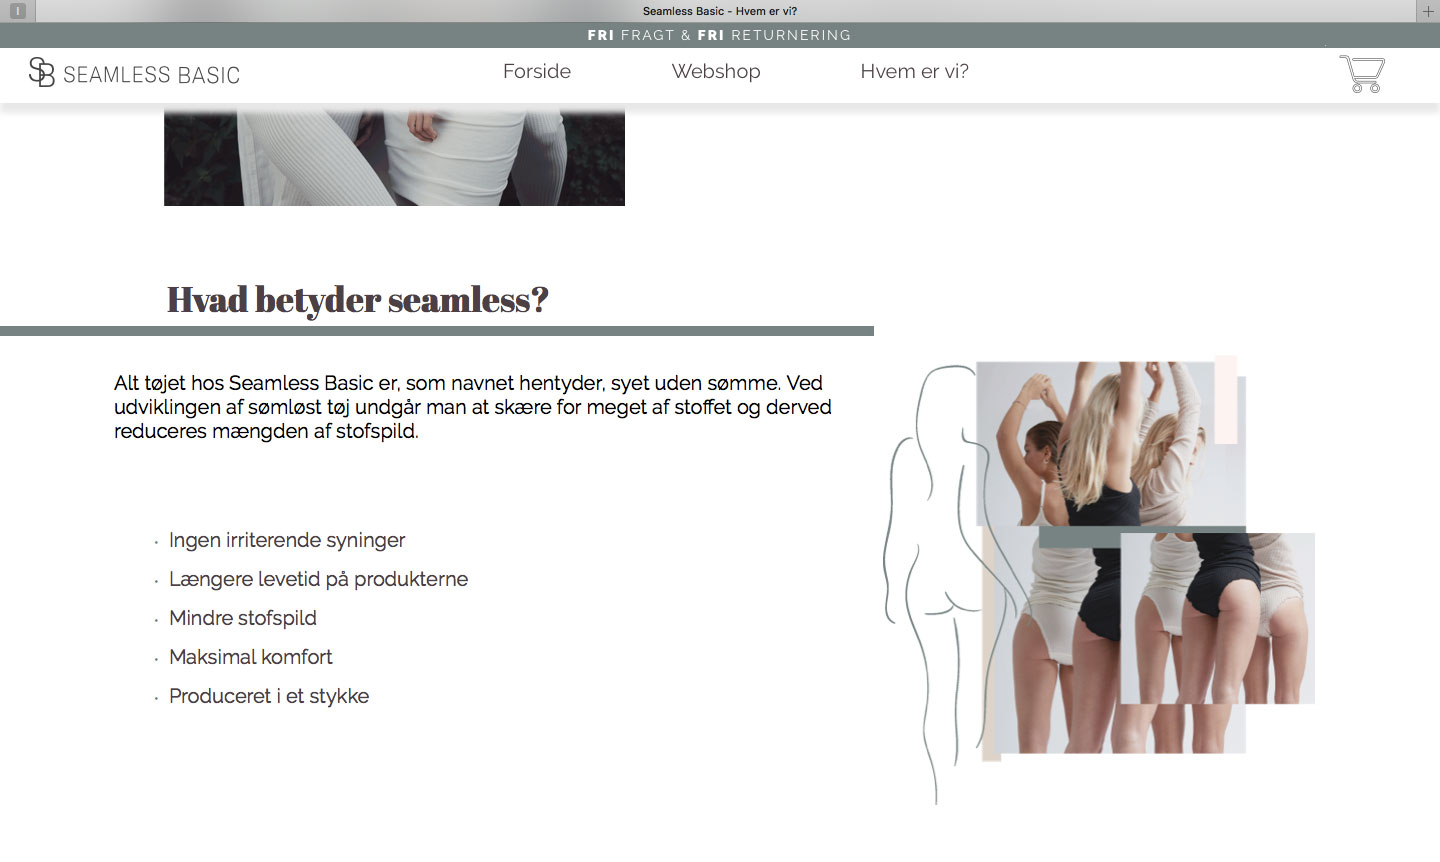 I
Seamless Basic - Hvem er vi?
FRI FRAGT & FRI RETURNERING
SB SEAMLESS BASIC
Forside
Webshop
Hvem er vi?
Hvad betyder seamless?
Alt tøjet hos Seamless Basic er, som navnet hentyder, syet uden sømme. Ved
udviklingen af sømløst tøj undgår man at skære for meget af stoffet og derved
reduceres mængden af stofspild.
· Ingen irriterende syninger
· Længere levetid på produkterne
· Mindre stofspild
· Maksimal komfort
· Produceret i et stykke